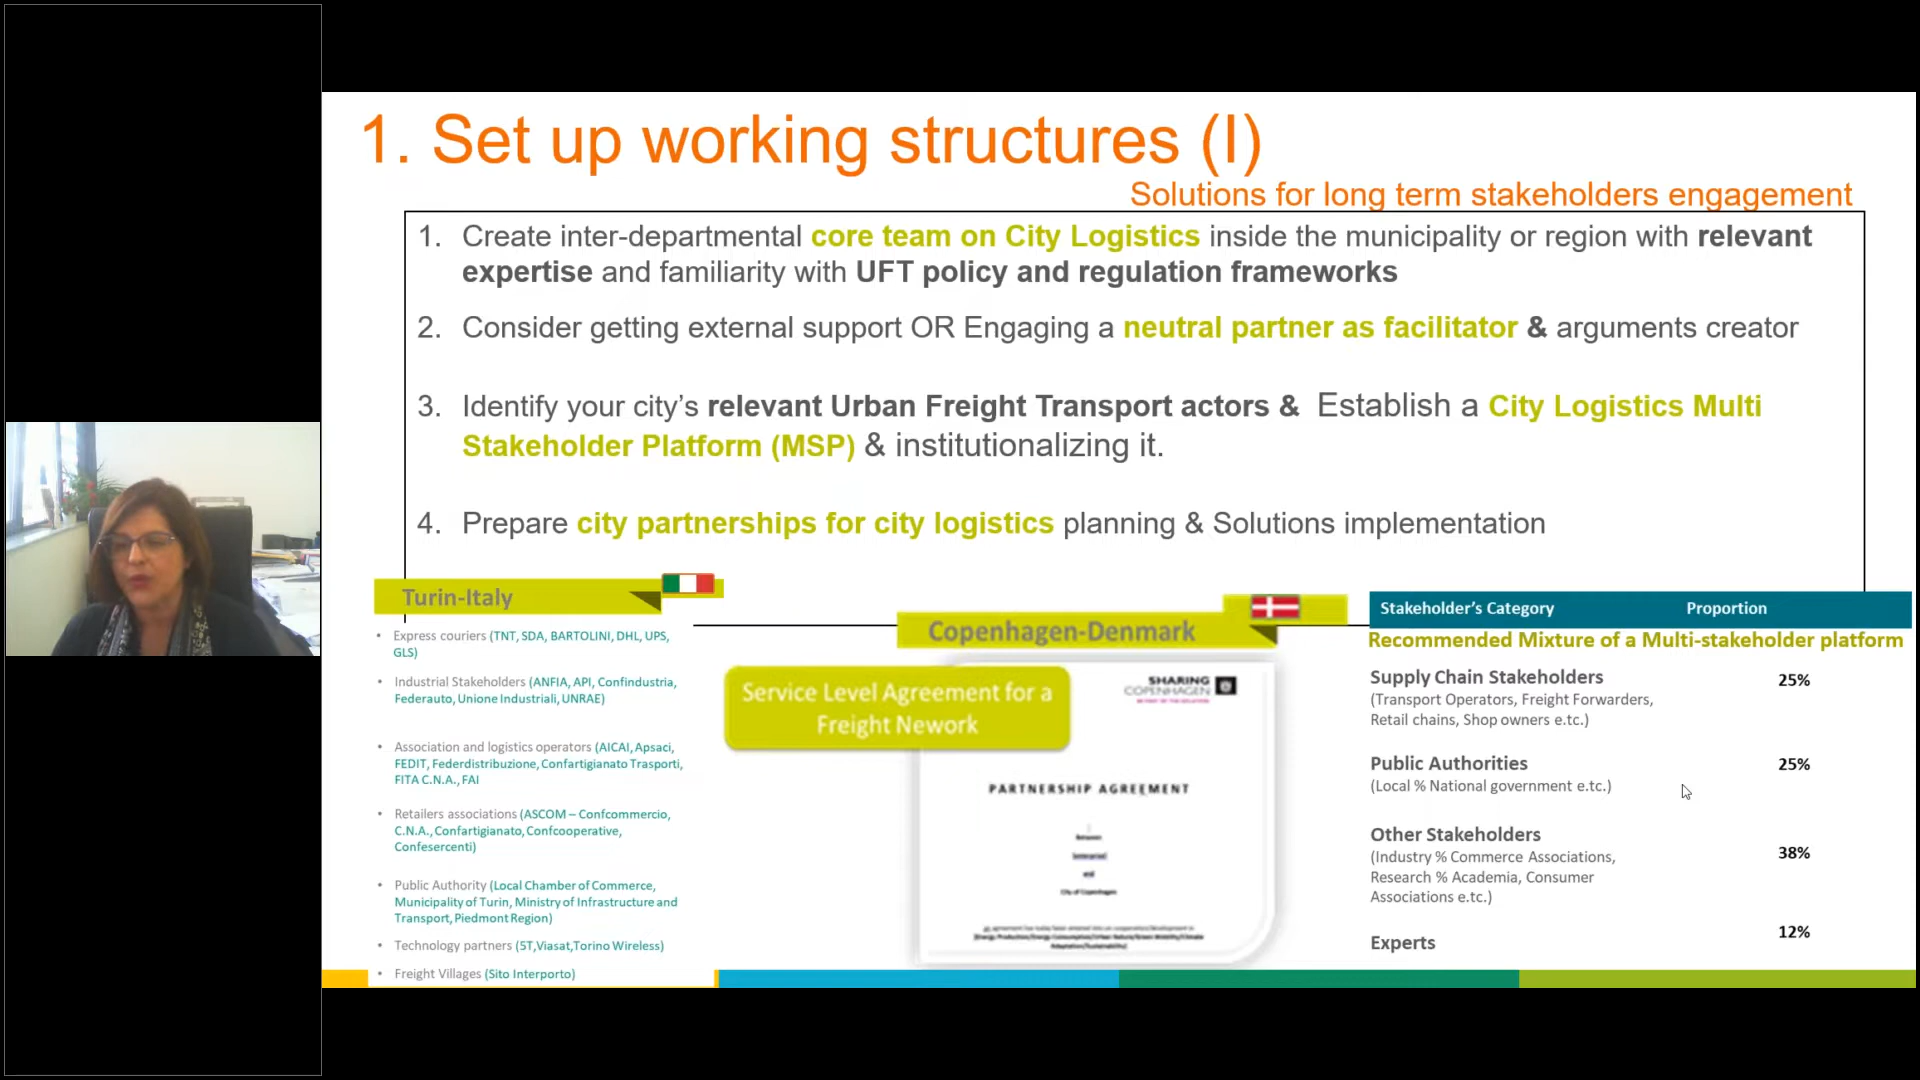 1. Set up working structures (I)
Solutions for long term stakeholders engagement
1. Create inter-departmental core team on City Logistics inside the municipality or region with relevant
expertise and familiarity with UFT policy and regulation frameworks
2. Consider getting external support OR Engaging a neutral partner as facilitator & arguments creator
3. Identify your city's relevant Urban Freight Transport actors & Establish a City Logistics Multi
Stakeholder Platform (MSP) & institutionalizing it.
4. Prepare city partnerships for city logistics planning & Solutions implementation
Turin-Italy
• Express couriers (TNT, SDA, BARTOLINI, DHL, UPS,
GLS)
• Industrial Stakeholders (ANFIA, API, Confindustria,
Federauto, Unione Industriali, UNRAE)
• Association and logistics operators (AICAI, Apsaci,
FEDIT, Federdistribuzione, Confartigianato Trasporti,
FITA C.N.A., FAI
• Retailers associations (ASCOM – Confcommercio,
C.N.A., Confartigianato, Confcooperative,
Confesercenti)
• Public Authority (Local Chamber of Commerce,
Municipality of Turin, Ministry of Infrastructure and
Transport, Piedmont Region)
• Technology partners (5T,Viasat,Torino Wireless)
• Freight Villages (Sito Interporto)
Copenhagen-Denmark
Service Level Agreement for a
Freight Nework
SHARING
COPENHAGEN
PARTNERSHIP AGREEMENT
Between
and
City of Copenhagen
Stakeholder's Category Proportion
Recommended Mixture of a Multi-stakeholder platform
Supply Chain Stakeholders 25%
(Transport Operators, Freight Forwarders,
Retail chains, Shop owners e.tc.)
Public Authorities 25%
(Local % National government e.tc.)
Other Stakeholders
(Industry % Commerce Associations, 38%
Research % Academia, Consumer
Associations e.tc.)
Experts 12%